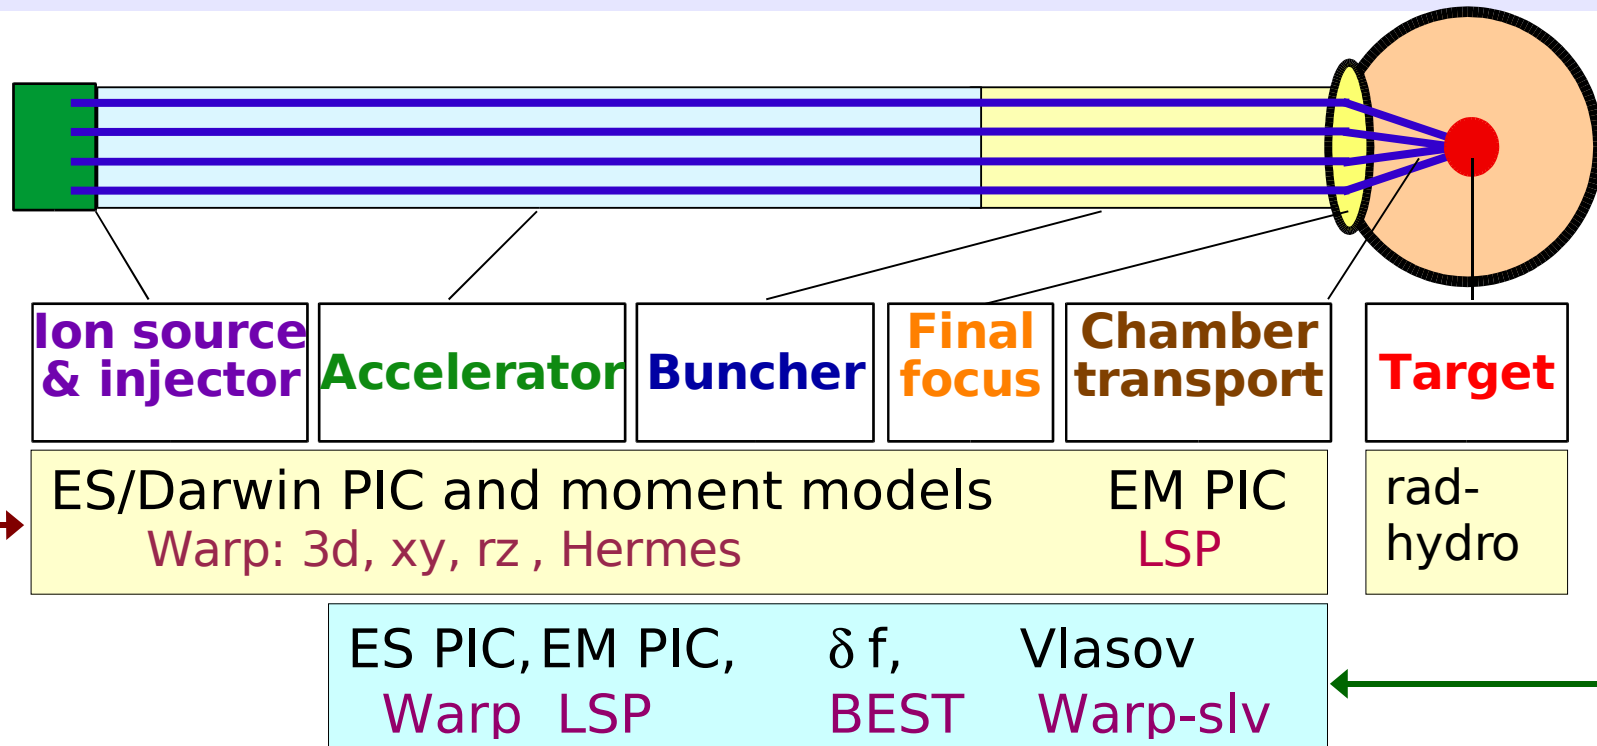 Ion source
& injector
Accelerator
Buncher
Final
focus
Chamber
transport
Target
ES/Darwin PIC and moment models EM PIC
Warp: 3d, xy, rz , Hermes LSP
rad-
hydro
ES PIC, EM PIC, δ f, Vlasov
Warp LSP BEST Warp-slv